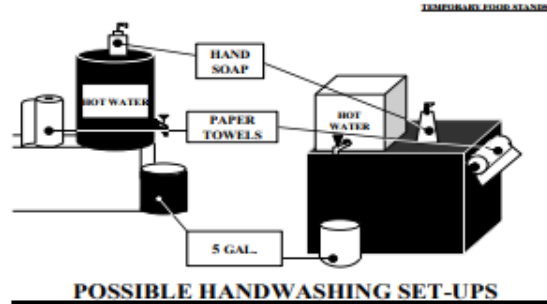 TEMPORARY FOOD STANDS
HAND
SOAP
HOT WATER
HOT
WATER
PAPER
TOWELS
5 GAL.
POSSIBLE HANDWASHING SET-UPS